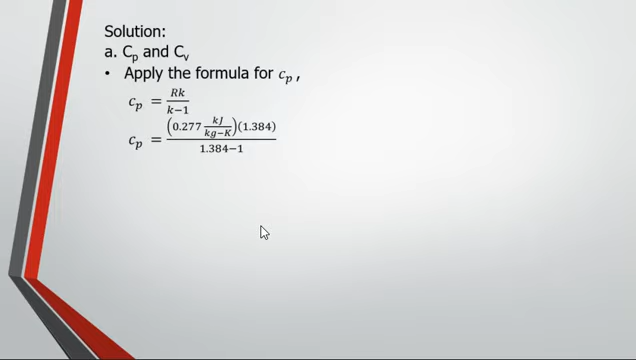 Solution:
a. Cₚ and Cᵥ
• Apply the formula for cₚ ,
cₚ = Rk / k−1
cₚ = (0.277 kJ/kg−K)(1.384) / 1.384−1